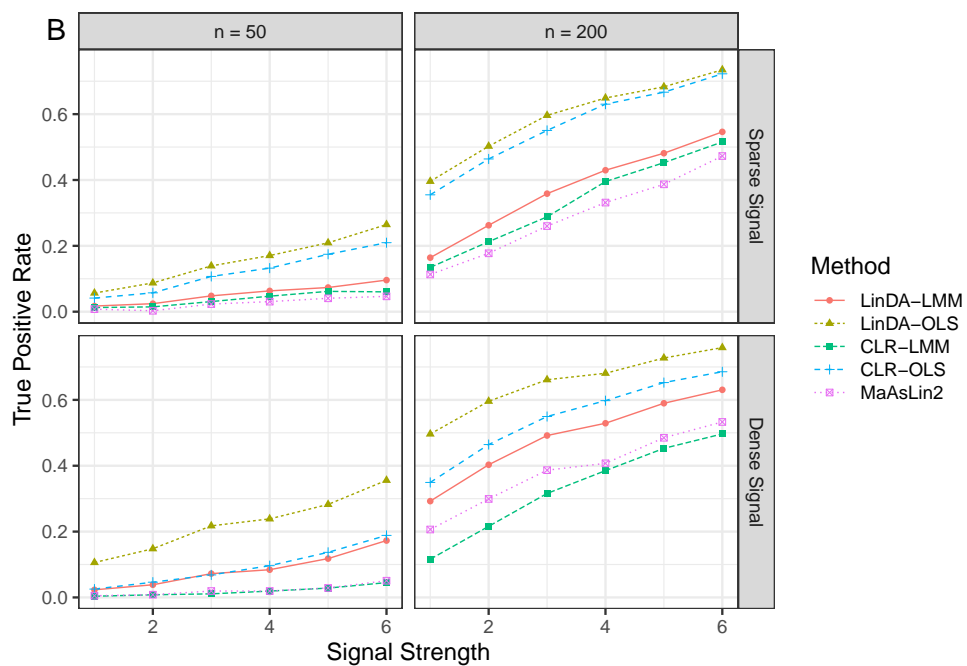 B
n = 50
n = 200
True Positive Rate
0.6
0.4
0.2
0.0
Sparse Signal
0.6
0.4
0.2
0.0
Dense Signal
2
4
6
2
4
6
Signal Strength
Method
LinDA−LMM
LinDA−OLS
CLR−LMM
CLR−OLS
MaAsLin2